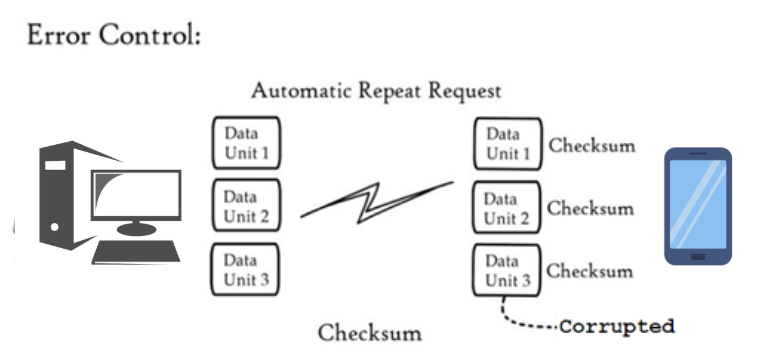 Error Control:
Automatic Repeat Request
Data
Unit 1
Data
Unit 2
Data
Unit 3
Data
Unit 1
Checksum
Data
Unit 2
Checksum
Data
Unit 3
Checksum
Corrupted
Checksum